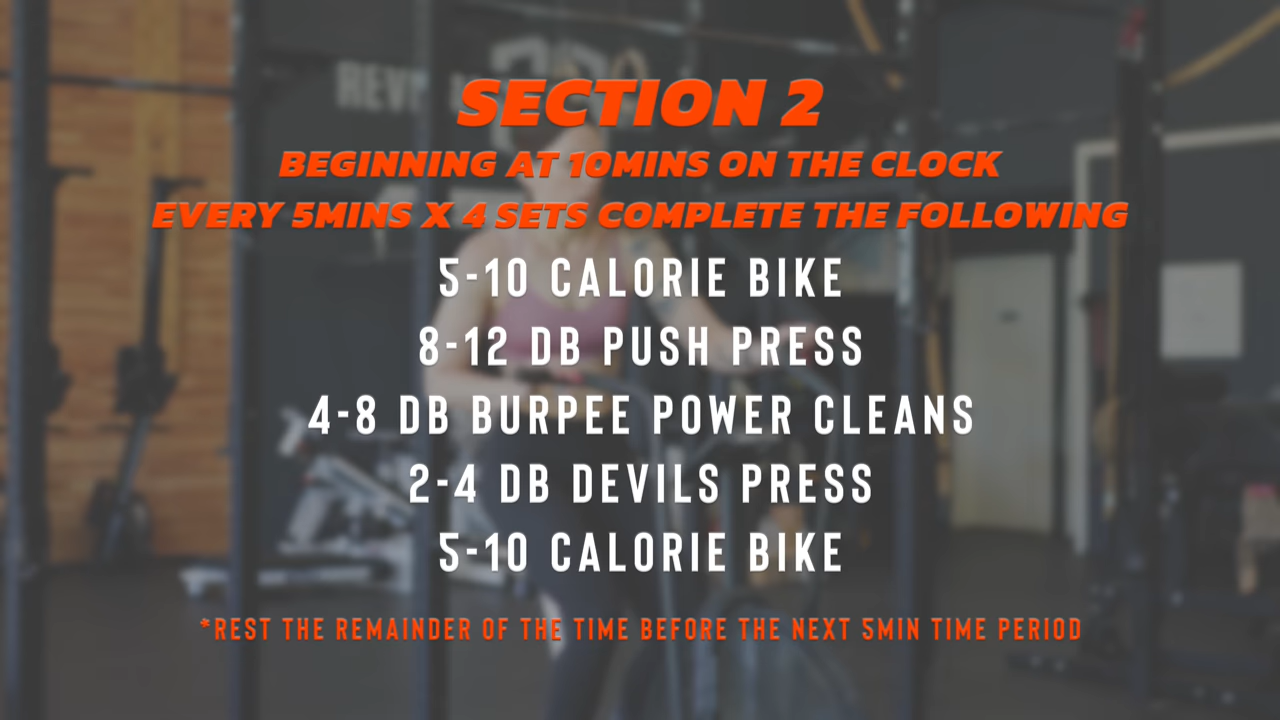 SECTION 2
BEGINNING AT 10MINS ON THE CLOCK
EVERY 5MINS X 4 SETS COMPLETE THE FOLLOWING
5-10 CALORIE BIKE
8-12 DB PUSH PRESS
4-8 DB BURPEE POWER CLEANS
2-4 DB DEVILS PRESS
5-10 CALORIE BIKE
*REST THE REMAINDER OF THE TIME BEFORE THE NEXT 5MIN TIME PERIOD